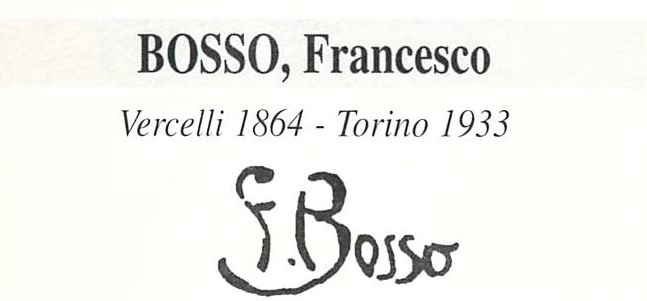 BOSSO, Francesco
Vercelli 1864 - Torino 1933
F. Bosso